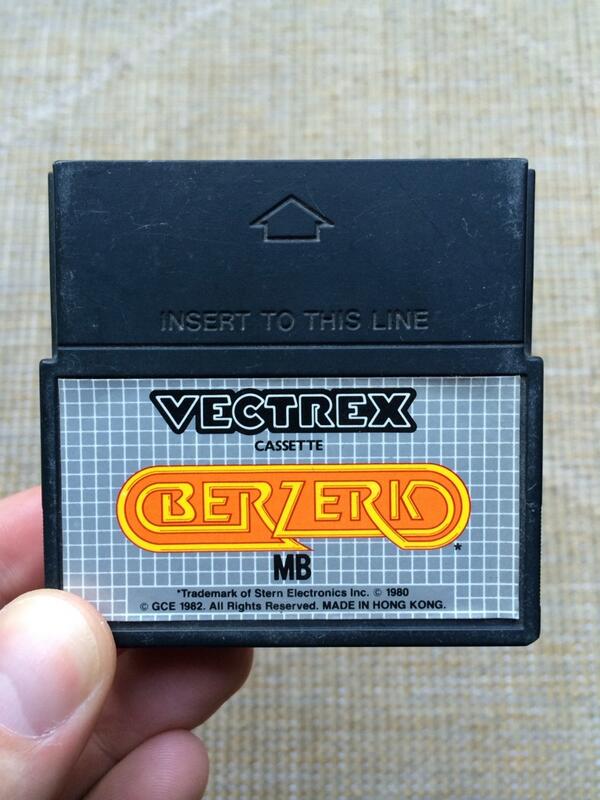 INSERT TO THIS LINE
VECTREX
CASSETTE
BERZERK
*
MB
*Trademark of Stern Electronics Inc. © 1980
© GCE 1982. All Rights Reserved. MADE IN HONG KONG.